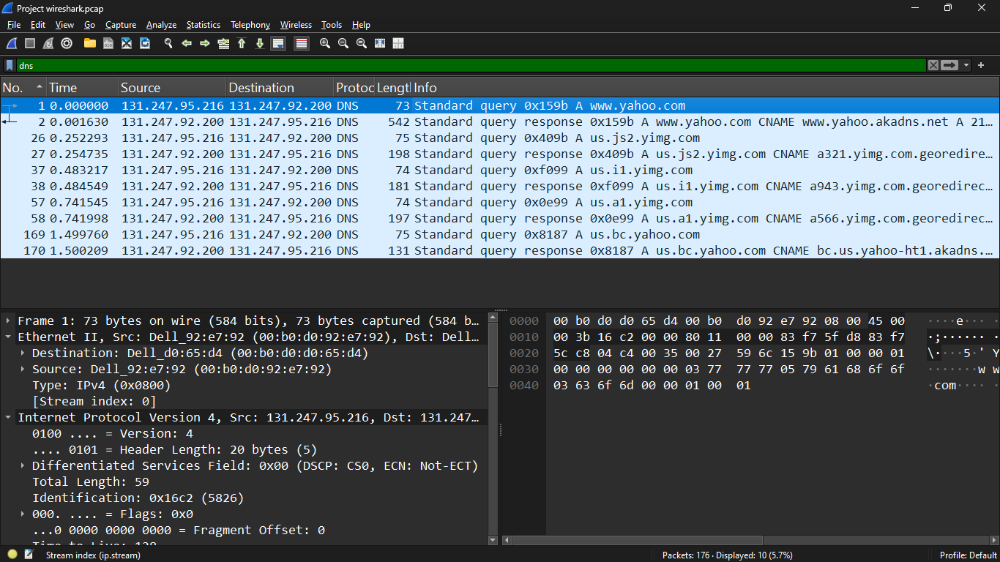 Project wireshark.pcap
File Edit View Go Capture Analyze Statistics Telephony Wireless Tools Help
dns
No. Time Source Destination Protoc Lengt Info
1 0.000000 131.247.95.216 131.247.92.200 DNS 73 Standard query 0x159b A www.yahoo.com
2 0.001630 131.247.92.200 131.247.95.216 DNS 542 Standard query response 0x159b A www.yahoo.com CNAME www.yahoo.akadns.net A 21…
26 0.252293 131.247.95.216 131.247.92.200 DNS 75 Standard query 0x409b A us.js2.yimg.com
27 0.254735 131.247.92.200 131.247.95.216 DNS 198 Standard query response 0x409b A us.js2.yimg.com CNAME a321.yimg.com.georedire…
37 0.483217 131.247.95.216 131.247.92.200 DNS 74 Standard query 0xf099 A us.i1.yimg.com
38 0.484549 131.247.92.200 131.247.95.216 DNS 181 Standard query response 0xf099 A us.i1.yimg.com CNAME a943.yimg.com.georedirec…
57 0.741545 131.247.95.216 131.247.92.200 DNS 74 Standard query 0x0e99 A us.a1.yimg.com
58 0.741998 131.247.92.200 131.247.95.216 DNS 197 Standard query response 0x0e99 A us.a1.yimg.com CNAME a566.yimg.com.georedirec…
169 1.499760 131.247.95.216 131.247.92.200 DNS 75 Standard query 0x8187 A us.bc.yahoo.com
170 1.500209 131.247.92.200 131.247.95.216 DNS 131 Standard query response 0x8187 A us.bc.yahoo.com CNAME bc.us.yahoo-ht1.akadns.…
Frame 1: 73 bytes on wire (584 bits), 73 bytes captured (584 b…
Ethernet II, Src: Dell_92:e7:92 (00:b0:d0:92:e7:92), Dst: Dell…
Destination: Dell_d0:65:d4 (00:b0:d0:d0:65:d4)
Source: Dell_92:e7:92 (00:b0:d0:92:e7:92)
Type: IPv4 (0x0800)
[Stream index: 0]
Internet Protocol Version 4, Src: 131.247.95.216, Dst: 131.247…
0100 .... = Version: 4
.... 0101 = Header Length: 20 bytes (5)
Differentiated Services Field: 0x00 (DSCP: CS0, ECN: Not-ECT)
Total Length: 59
Identification: 0x16c2 (5826)
000. .... = Flags: 0x0
...0 0000 0000 0000 = Fragment Offset: 0
Time to Live: 128
0000 00 b0 d0 d0 65 d4 00 b0 d0 92 e7 92 08 00 45 00 ····e··· ·
0010 00 3b 16 c2 00 00 80 11 00 00 83 f7 5f d8 83 f7 ·;······ ·
0020 5c c8 04 c4 00 35 00 27 59 6c 15 9b 01 00 00 01 \····5·' Y
0030 00 00 00 00 00 00 03 77 77 77 05 79 61 68 6f 6f ·······w w
0040 03 63 6f 6d 00 00 01 00 01 ·com···· ·
Stream index (ip.stream)
Packets: 176 · Displayed: 10 (5.7%)
Profile: Default